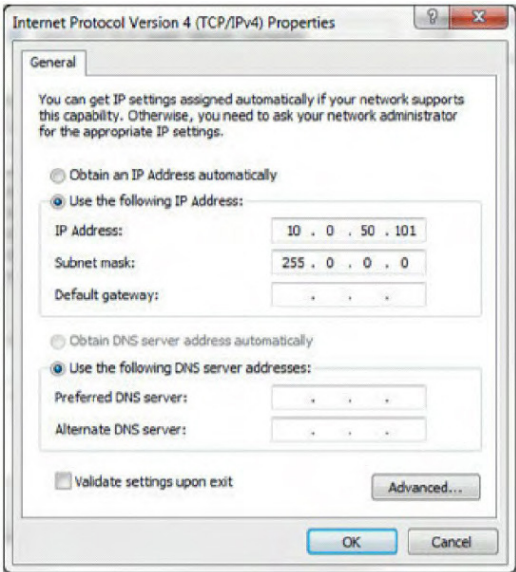 Internet Protocol Version 4 (TCP/IPv4) Properties
General
You can get IP settings assigned automatically if your network supports
this capability. Otherwise, you need to ask your network administrator
for the appropriate IP settings.
Obtain an IP Address automatically
Use the following IP Address:
IP Address: 10 . 0 . 50 . 101
Subnet mask: 255 . 0 . 0 . 0
Default gateway: . . .
Obtain DNS server address automatically
Use the following DNS server addresses:
Preferred DNS server: . . .
Alternate DNS server: . . .
Validate settings upon exit
Advanced...
OK Cancel